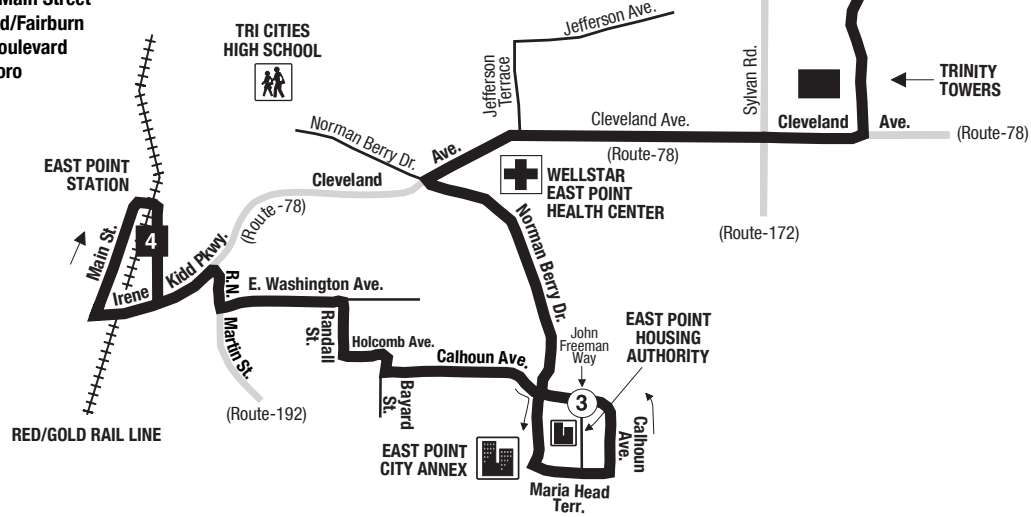 Main Street
d/Fairburn
oulevard
oro
TRI CITIES
HIGH SCHOOL
Jefferson Ave.
Jefferson
Terrace
Sylvan Rd.
TRINITY
TOWERS
Cleveland Ave.
(Route-78)
Cleveland
Ave.
(Route-78)
Norman Berry Dr.
Ave.
Cleveland
(Route-78)
WELLSTAR
EAST POINT
HEALTH CENTER
(Route-172)
EAST POINT
STATION
4
Main St.
Irene
Kidd Pkwy.
R.N.
E. Washington Ave.
Martin St.
(Route-192)
Randall
St.
Holcomb Ave.
Calhoun Ave.
Bayard
St.
Norman Berry Dr.
John
Freeman
Way
EAST POINT
HOUSING
AUTHORITY
3
Calhoun
Ave.
RED/GOLD RAIL LINE
EAST POINT
CITY ANNEX
Maria Head
Terr.